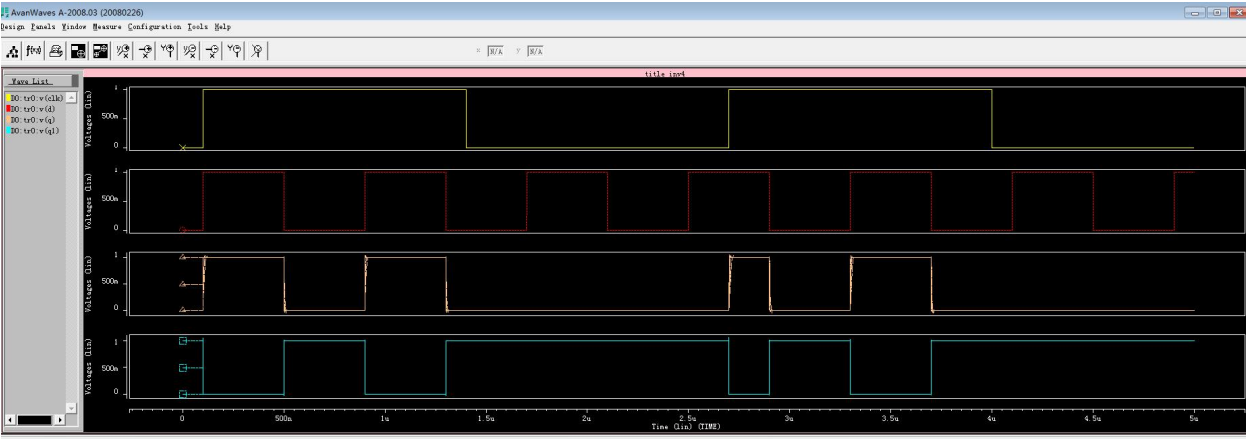 AvanWaves A-2008.03 (20080226)
Design Panels Window Measure Configuration Tools Help
f(x)
x N/A y N/A
title inv4
Wave List
D0:tr0:v(clk)
D0:tr0:v(d)
D0:tr0:v(q)
D0:tr0:v(q1)
Voltages (lin)
1
500m
0
Voltages (lin)
1
500m
0
Voltages (lin)
1
500m
0
Voltages (lin)
1
500m
0
0 500n 1u 1.5u 2u 2.5u 3u 3.5u 4u 4.5u 5u
Time (lin) (TIME)